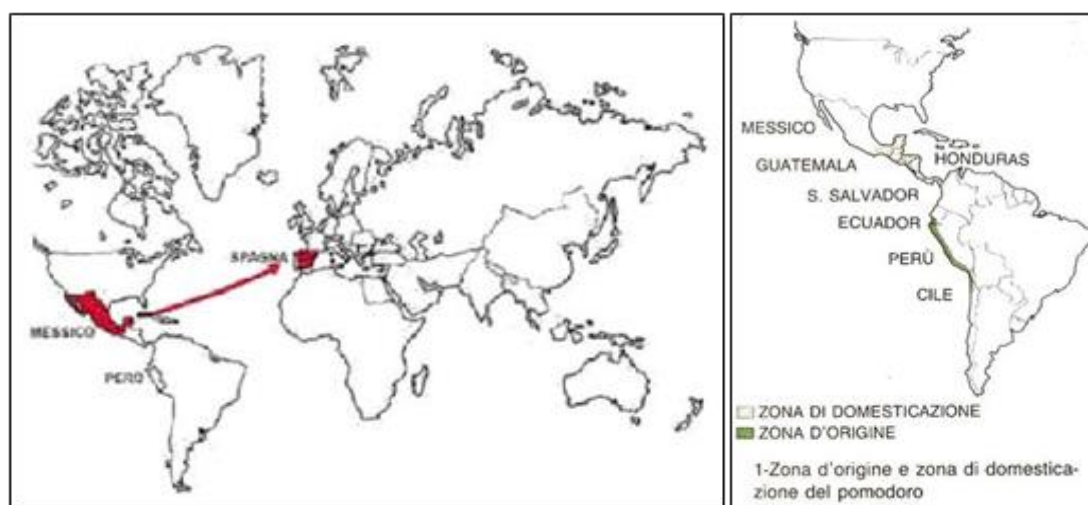 SPAGNA
MESSICO
PERÙ
MESSICO
GUATEMALA
HONDURAS
S. SALVADOR
ECUADOR
PERÙ
CILE
ZONA DI DOMESTICAZIONE
ZONA D'ORIGINE
1-Zona d'origine e zona di domestica-
zione del pomodoro